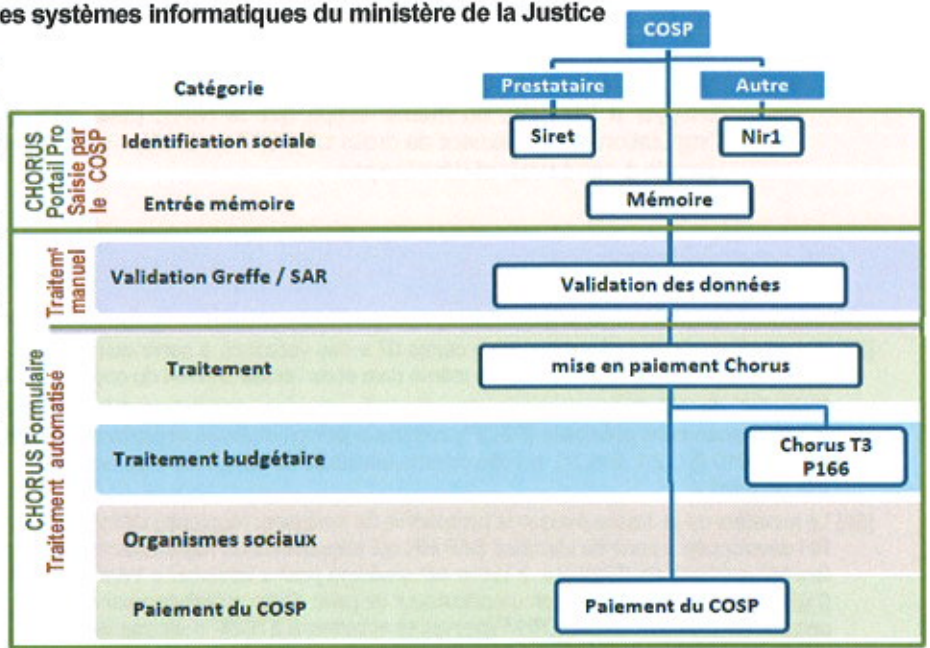 es systèmes informatiques du ministère de la Justice
COSP
Catégorie
Prestataire
Autre
CHORUS
Portail Pro
Saisie par
le COSP
Identification sociale
Siret
Nir1
Entrée mémoire
Mémoire
Traitemᵗ
manuel
Validation Greffe / SAR
Validation des données
CHORUS Formulaire
Traitement automatisé
Traitement
mise en paiement Chorus
Traitement budgétaire
Chorus T3
P166
Organismes sociaux
Paiement du COSP
Paiement du COSP